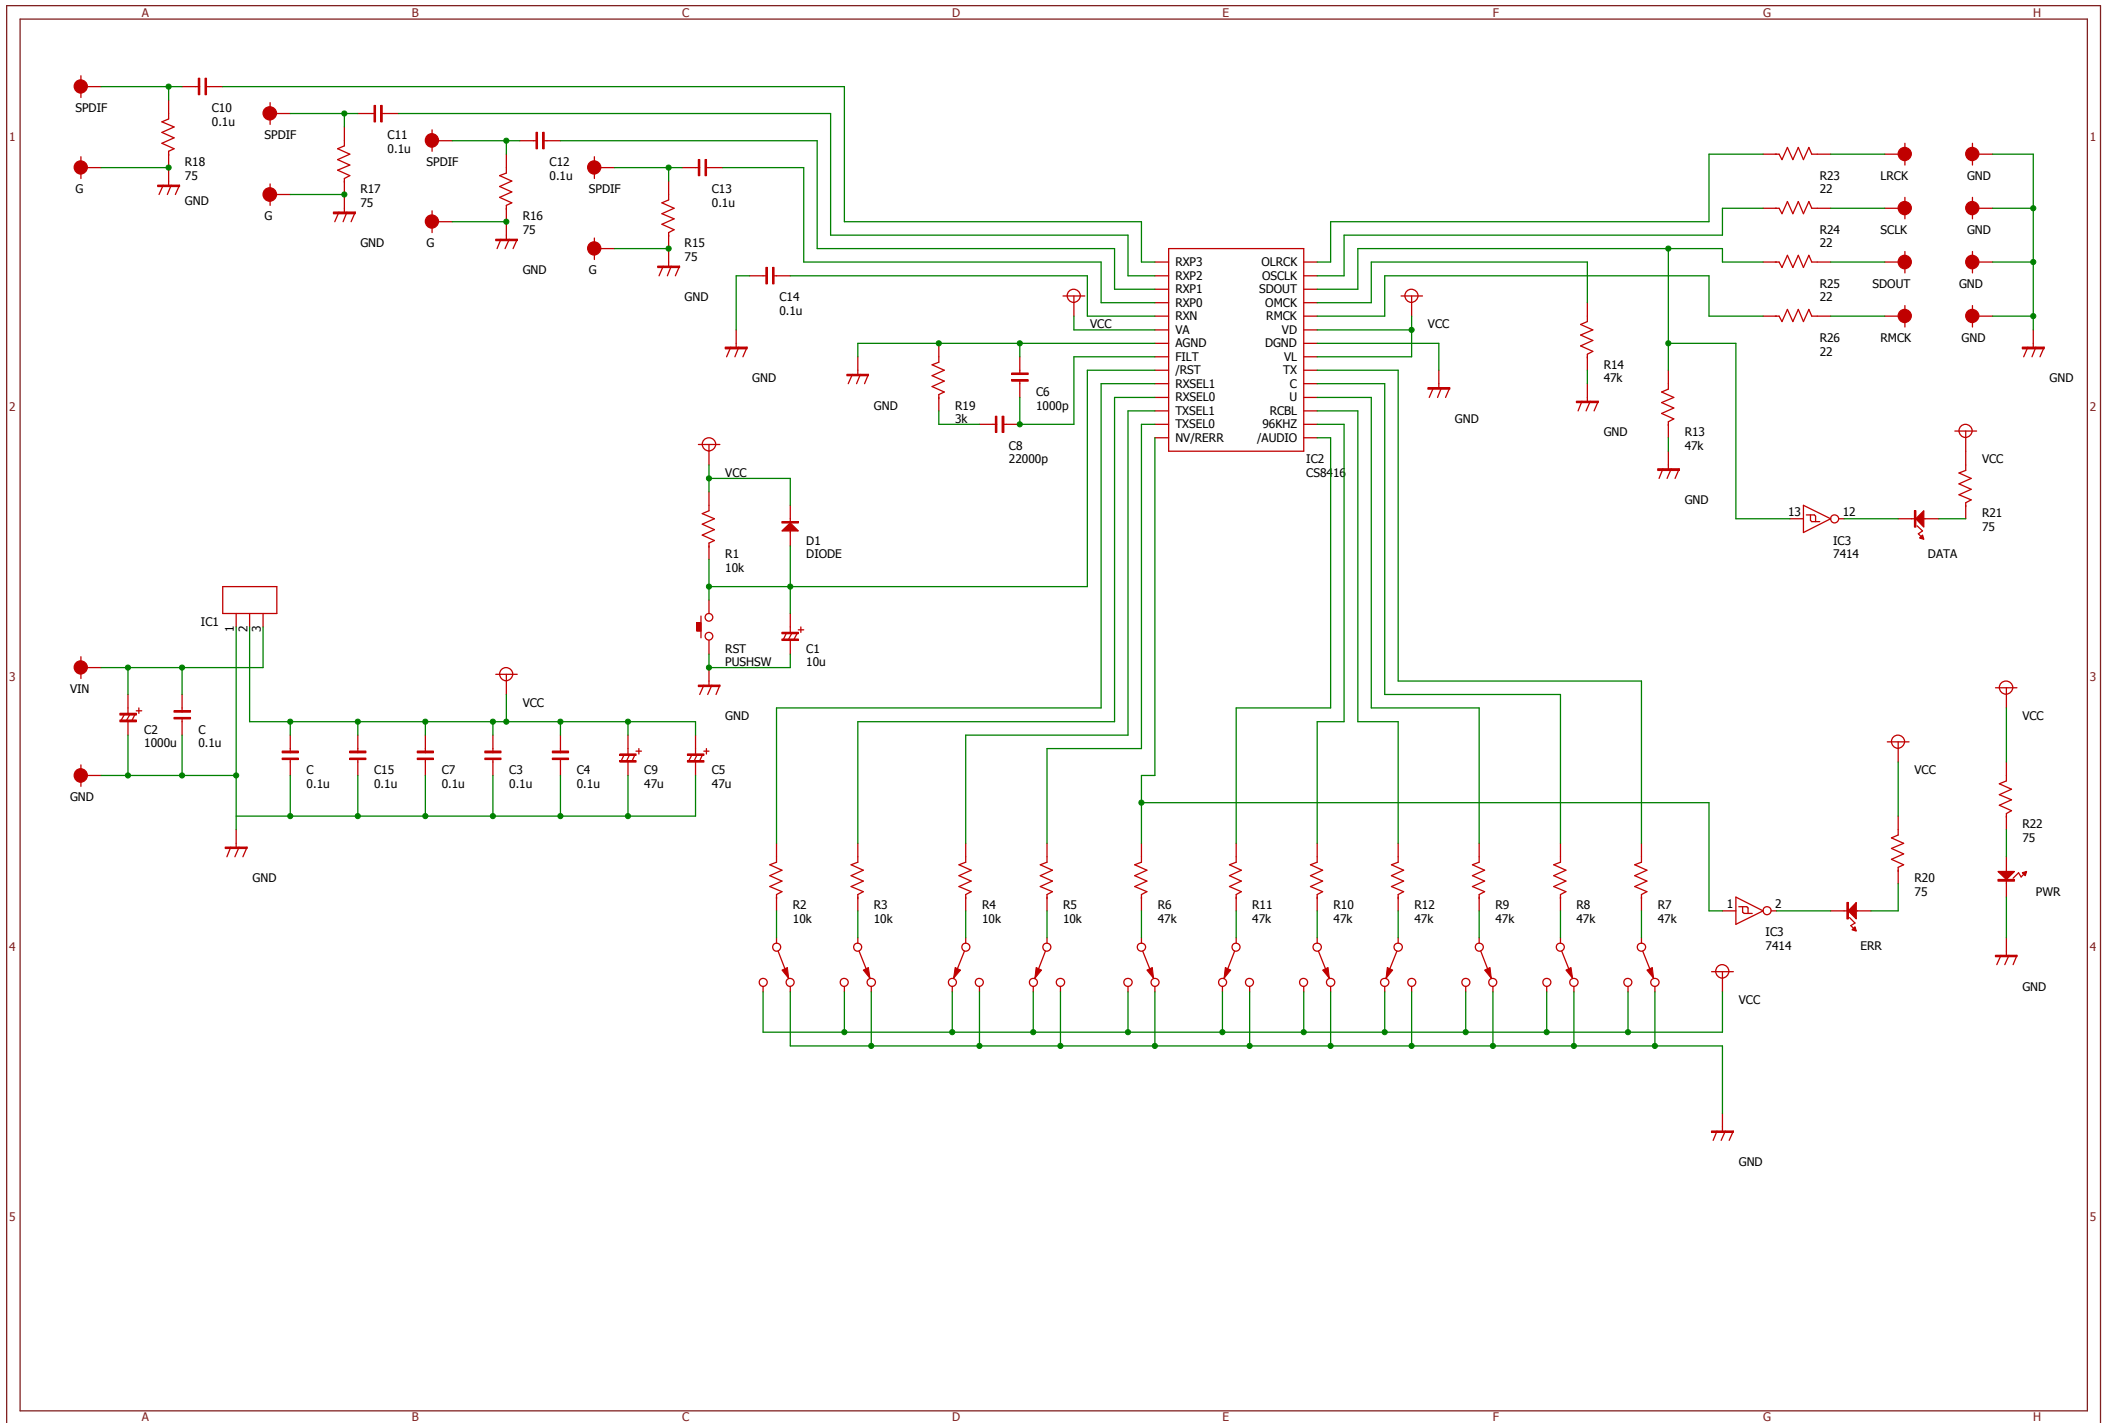 A B C D E F G H
1
1
2
2
3
3
4
4
5
5
SPDIF
C10
0.1u
R18
75
G
GND
SPDIF
C11
0.1u
R17
75
G
GND
SPDIF
C12
0.1u
R16
75
G
GND
SPDIF
C13
0.1u
R15
75
G
GND
C14
0.1u
GND
VCC
GND
R19
3k
C6
1000p
C8
22000p
RXP3
RXP2
RXP1
RXP0
RXN
VA
AGND
FILT
/RST
RXSEL1
RXSEL0
TXSEL1
TXSEL0
NV/RERR
OLRCK
OSCLK
SDOUT
OMCK
RMCK
VD
DGND
VL
TX
C
U
RCBL
96KHZ
/AUDIO
IC2
CS8416
VCC
GND
R14
47k
GND
R13
47k
GND
R23
22
LRCK
GND
R24
22
SCLK
GND
R25
22
SDOUT
GND
R26
22
RMCK
GND
GND
VCC
R21
75
13
12
IC3
7414
DATA
VCC
R1
10k
D1
DIODE
RST
PUSHSW
C1
10u
GND
IC1
1
2
3
VIN
C2
1000u
C
0.1u
GND
VCC
C
0.1u
C15
0.1u
C7
0.1u
C3
0.1u
C4
0.1u
C9
47u
C5
47u
GND
R2
10k
R3
10k
R4
10k
R5
10k
R6
47k
R11
47k
R10
47k
R12
47k
R9
47k
R8
47k
R7
47k
1
2
IC3
7414
ERR
VCC
R20
75
VCC
R22
75
PWR
GND
VCC
GND
A B C D E F G H